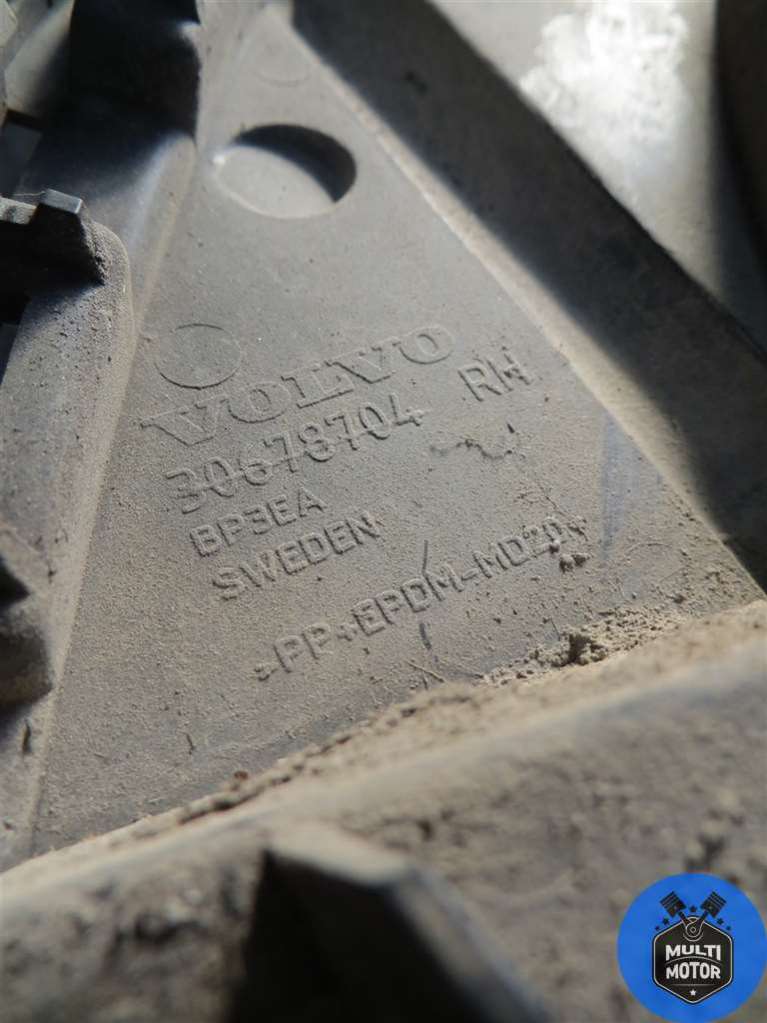 VOLVO
30678704 RH
BP3EA
SWEDEN
>PP+EPDM-MD20<
MULTI
MOTOR